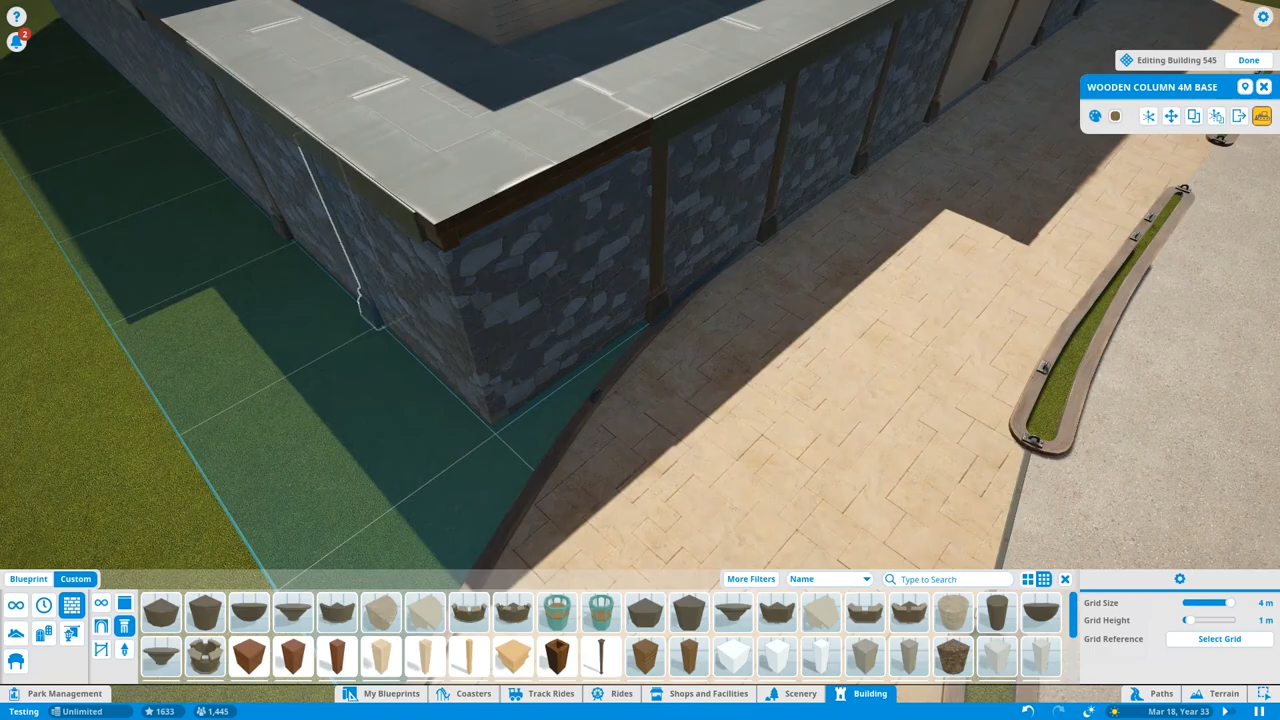 ?
2
Editing Building 545
Done
WOODEN COLUMN 4M BASE
Blueprint
Custom
More Filters
Name
Type to Search
Grid Size
4 m
Grid Height
1 m
Grid Reference
Select Grid
Park Management
My Blueprints
Coasters
Track Rides
Rides
Shops and Facilities
Scenery
Building
Paths
Terrain
Testing
Unlimited
1633
1,445
Mar 18, Year 33